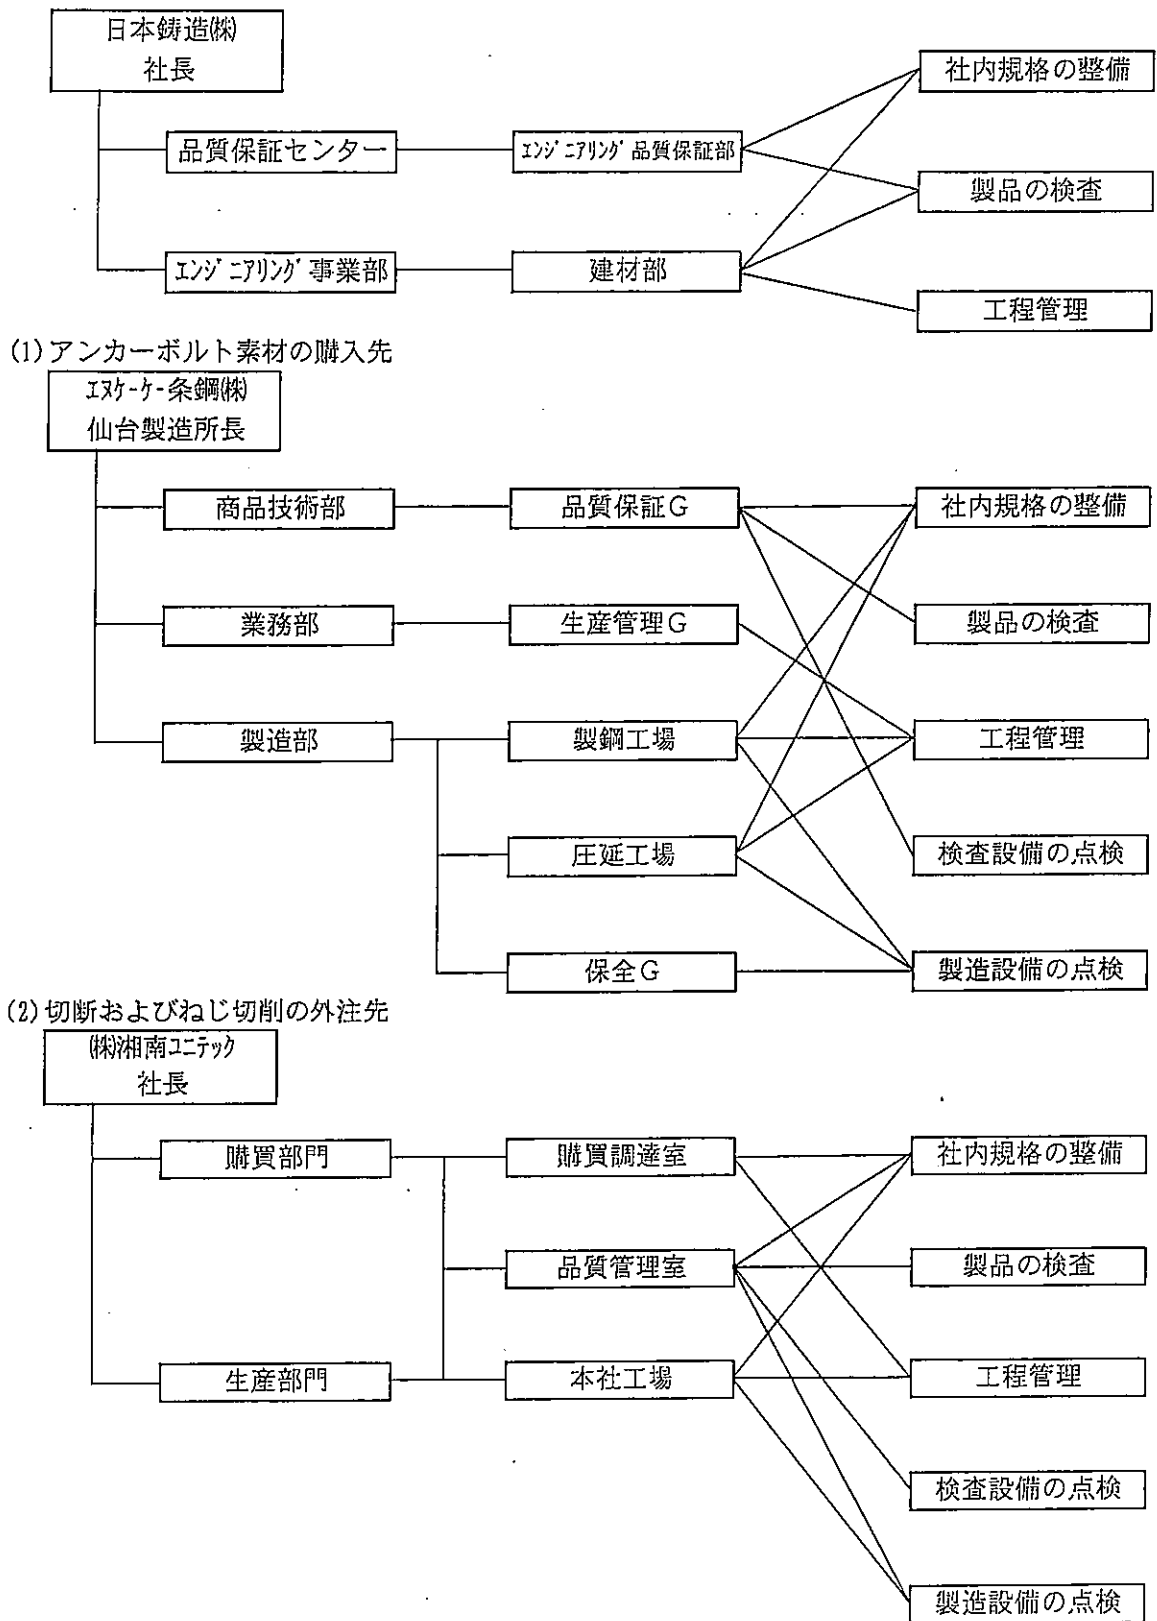 日本鋳造㈱
社長
社内規格の整備
品質保証センター
エンジニアリング品質保証部
製品の検査
エンジニアリング事業部
建材部
工程管理
(1)アンカーボルト素材の購入先
エヌケーケー条鋼㈱
仙台製造所長
商品技術部
品質保証G
社内規格の整備
業務部
生産管理G
製品の検査
製造部
製鋼工場
工程管理
圧延工場
検査設備の点検
保全G
製造設備の点検
(2)切断およびねじ切削の外注先
㈱湘南ユニテック
社長
購買部門
購買調達室
社内規格の整備
品質管理室
製品の検査
生産部門
本社工場
工程管理
検査設備の点検
製造設備の点検